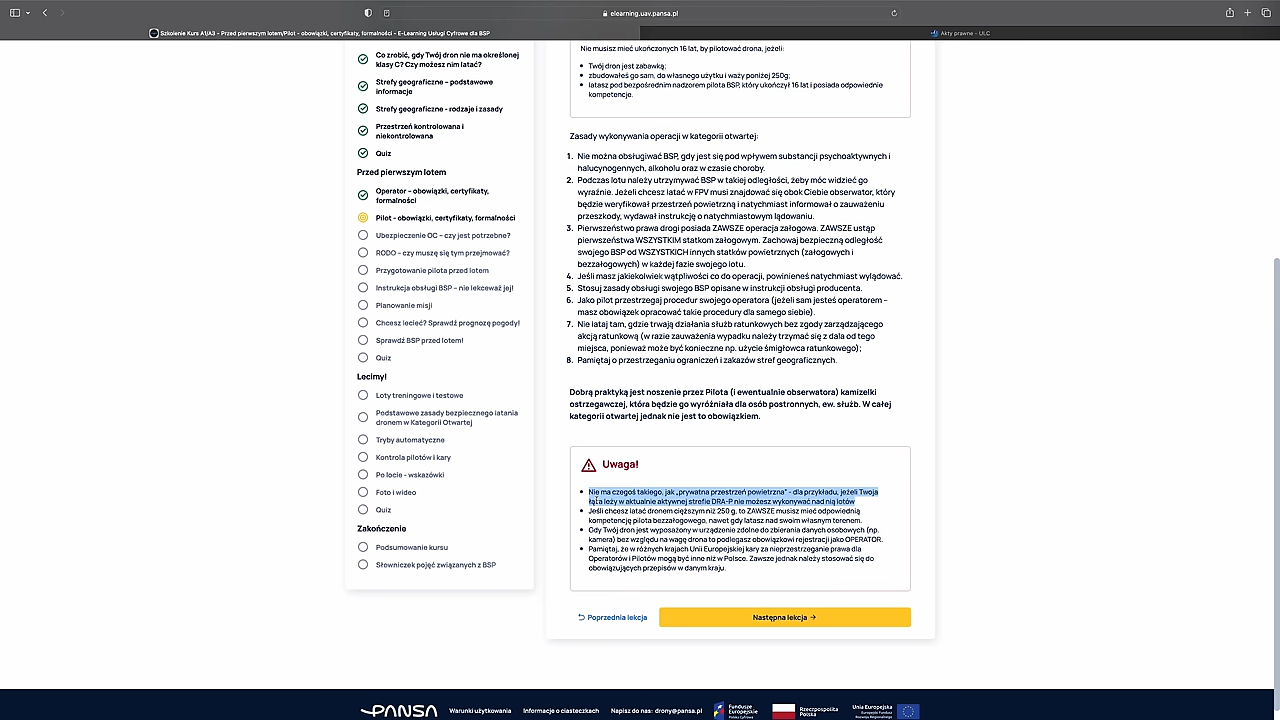 elearning.uav.pansa.pl
Szkolenie Kurs A1/A3 – Przed pierwszym lotem/Pilot – obowiązki, certyfikaty, formalności – E-Learning Usługi Cyfrowe dla BSP
Akty prawne - ULC
Co zrobić, gdy Twój dron nie ma określonej
klasy C? Czy możesz nim latać?
Strefy geograficzne – podstawowe
informacje
Strefy geograficzne - rodzaje i zasady
Przestrzeń kontrolowana i
niekontrolowana
Quiz
Przed pierwszym lotem
Operator – obowiązki, certyfikaty,
formalności
Pilot - obowiązki, certyfikaty, formalności
Ubezpieczenie OC – czy jest potrzebne?
RODO – czy muszę się tym przejmować?
Przygotowanie pilota przed lotem
Instrukcja obsługi BSP – nie lekceważ jej!
Planowanie misji
Chcesz lecieć? Sprawdź prognozę pogody!
Sprawdź BSP przed lotem!
Quiz
Lecimy!
Loty treningowe i testowe
Podstawowe zasady bezpiecznego latania
dronem w Kategorii Otwartej
Tryby automatyczne
Kontrola pilotów i kary
Po locie - wskazówki
Foto i wideo
Quiz
Zakończenie
Podsumowanie kursu
Słowniczek pojęć związanych z BSP
Nie musisz mieć ukończonych 16 lat, by pilotować drona, jeżeli:
Twój dron jest zabawką;
zbudowałeś go sam, do własnego użytku i waży poniżej 250g;
latasz pod bezpośrednim nadzorem pilota BSP, który ukończył 16 lat i posiada odpowiednie
kompetencje.
Zasady wykonywania operacji w kategorii otwartej:
1. Nie można obsługiwać BSP, gdy jest się pod wpływem substancji psychoaktywnych i
halucynogennych, alkoholu oraz w czasie choroby.
2. Podczas lotu należy utrzymywać BSP w takiej odległości, żeby móc widzieć go
wyraźnie. Jeżeli chcesz latać w FPV musi znajdować się obok Ciebie obserwator, który
będzie weryfikował przestrzeń powietrzną i natychmiast informował o zauważeniu
przeszkody, wydawał instrukcję o natychmiastowym lądowaniu.
3. Pierwszeństwo prawa drogi posiada ZAWSZE operacja załogowa. ZAWSZE ustąp
pierwszeństwa WSZYSTKIM statkom załogowym. Zachowaj bezpieczną odległość
swojego BSP od WSZYSTKICH innych statków powietrznych (załogowych i
bezzałogowych) w każdej fazie swojego lotu.
4. Jeśli masz jakiekolwiek wątpliwości co do operacji, powinieneś natychmiast wylądować.
5. Stosuj zasady obsługi swojego BSP opisane w instrukcji obsługi producenta.
6. Jako pilot przestrzegaj procedur swojego operatora (jeżeli sam jesteś operatorem –
masz obowiązek opracować takie procedury dla samego siebie).
7. Nie lataj tam, gdzie trwają działania służb ratunkowych bez zgody zarządzającego
akcją ratunkową (w razie zauważenia wypadku należy trzymać się z dala od tego
miejsca, ponieważ może być konieczne np. użycie śmigłowca ratunkowego);
8. Pamiętaj o przestrzeganiu ograniczeń i zakazów stref geograficznych.
Dobrą praktyką jest noszenie przez Pilota (i ewentualnie obserwatora) kamizelki
ostrzegawczej, która będzie go wyróżniała dla osób postronnych, ew. służb. W całej
kategorii otwartej jednak nie jest to obowiązkiem.
Uwaga!
Nie ma czegoś takiego, jak „prywatna przestrzeń powietrzna” - dla przykładu, jeżeli Twoja
łąka leży w aktualnie aktywnej strefie DRA-P nie możesz wykonywać nad nią lotów
Jeśli chcesz latać dronem cięższym niż 250 g, to ZAWSZE musisz mieć odpowiednią
kompetencję pilota bezzałogowego, nawet gdy latasz nad swoim własnym terenem.
Gdy Twój dron jest wyposażony w urządzenie zdolne do zbierania danych osobowych (np.
kamera) bez względu na wagę drona to podlegasz obowiązkowi rejestracji jako OPERATOR.
Pamiętaj, że w różnych krajach Unii Europejskiej kary za nieprzestrzeganie prawa dla
Operatorów i Pilotów mogą być inne niż w Polsce. Zawsze jednak należy stosować się do
obowiązujących przepisów w danym kraju.
Poprzednia lekcja
Następna lekcja →
PANSA
Warunki użytkowania
Informacje o ciasteczkach
Napisz do nas: drony@pansa.pl
Fundusze
Europejskie
Polska Cyfrowa
Rzeczpospolita
Polska
Unia Europejska
Europejski Fundusz
Rozwoju Regionalnego